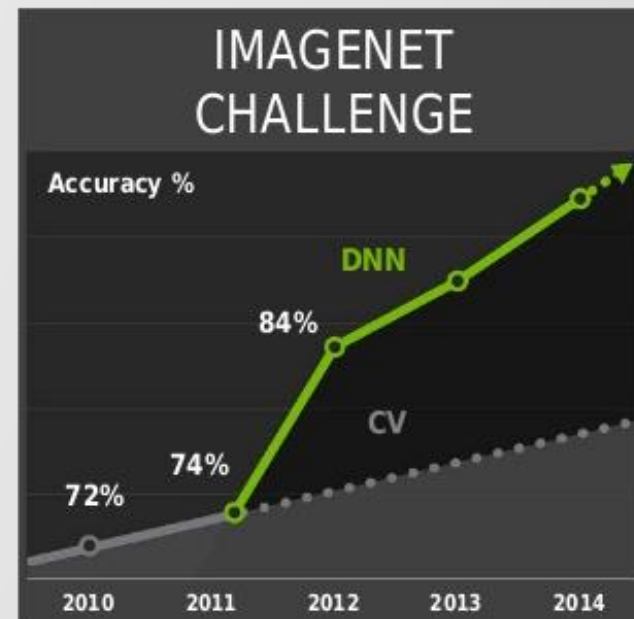 IMAGENET
CHALLENGE
Accuracy %
DNN
84%
CV
74%
72%
2010 2011 2012 2013 2014